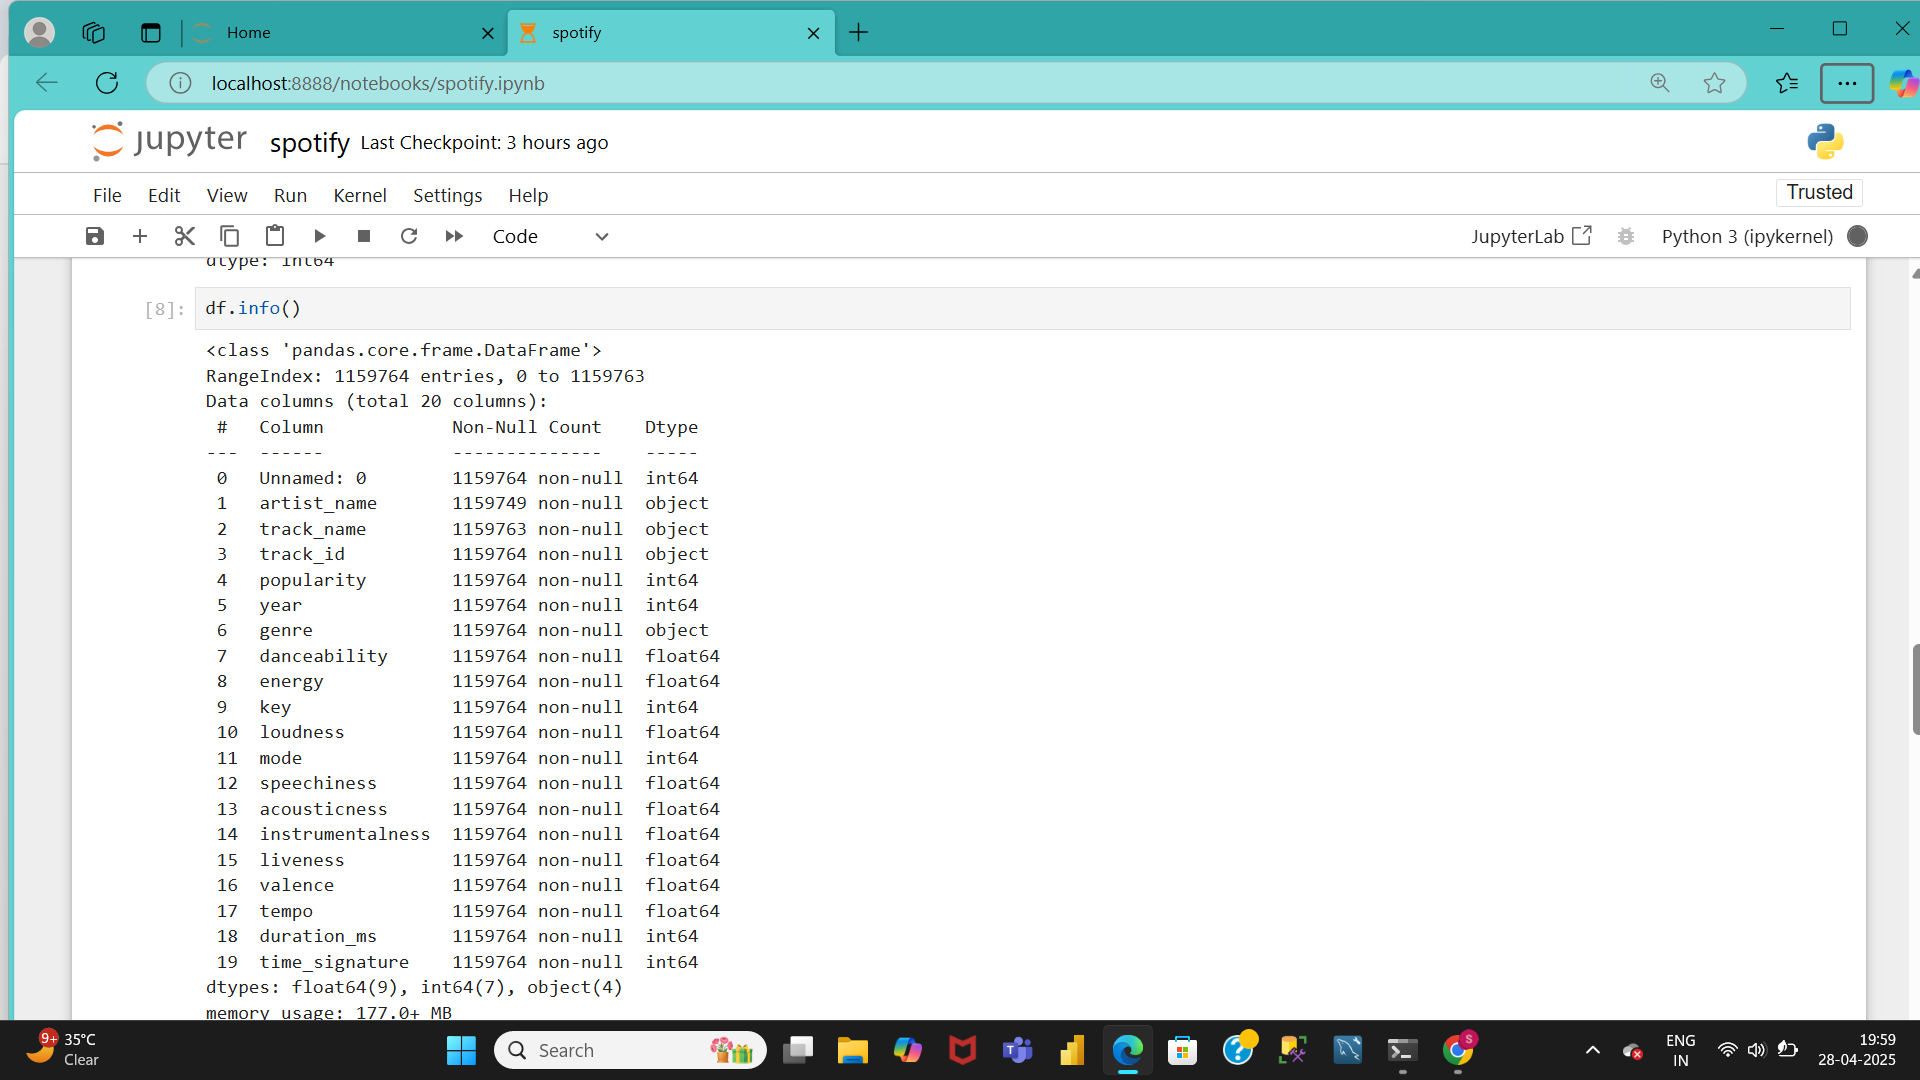 Home
spotify
localhost:8888/notebooks/spotify.ipynb
jupyter spotify Last Checkpoint: 3 hours ago
File Edit View Run Kernel Settings Help
Trusted
Code
JupyterLab
Python 3 (ipykernel)
dtype: int64
[8]: df.info()
<class 'pandas.core.frame.DataFrame'>
RangeIndex: 1159764 entries, 0 to 1159763
Data columns (total 20 columns):
 #   Column            Non-Null Count    Dtype
---  ------            --------------    -----
 0   Unnamed: 0        1159764 non-null  int64
 1   artist_name       1159749 non-null  object
 2   track_name        1159763 non-null  object
 3   track_id          1159764 non-null  object
 4   popularity        1159764 non-null  int64
 5   year              1159764 non-null  int64
 6   genre             1159764 non-null  object
 7   danceability      1159764 non-null  float64
 8   energy            1159764 non-null  float64
 9   key               1159764 non-null  int64
 10  loudness          1159764 non-null  float64
 11  mode              1159764 non-null  int64
 12  speechiness       1159764 non-null  float64
 13  acousticness      1159764 non-null  float64
 14  instrumentalness  1159764 non-null  float64
 15  liveness          1159764 non-null  float64
 16  valence           1159764 non-null  float64
 17  tempo             1159764 non-null  float64
 18  duration_ms       1159764 non-null  int64
 19  time_signature    1159764 non-null  int64
dtypes: float64(9), int64(7), object(4)
memory usage: 177.0+ MB
9+
35°C
Clear
Search
S
ENG
IN
19:59
28-04-2025